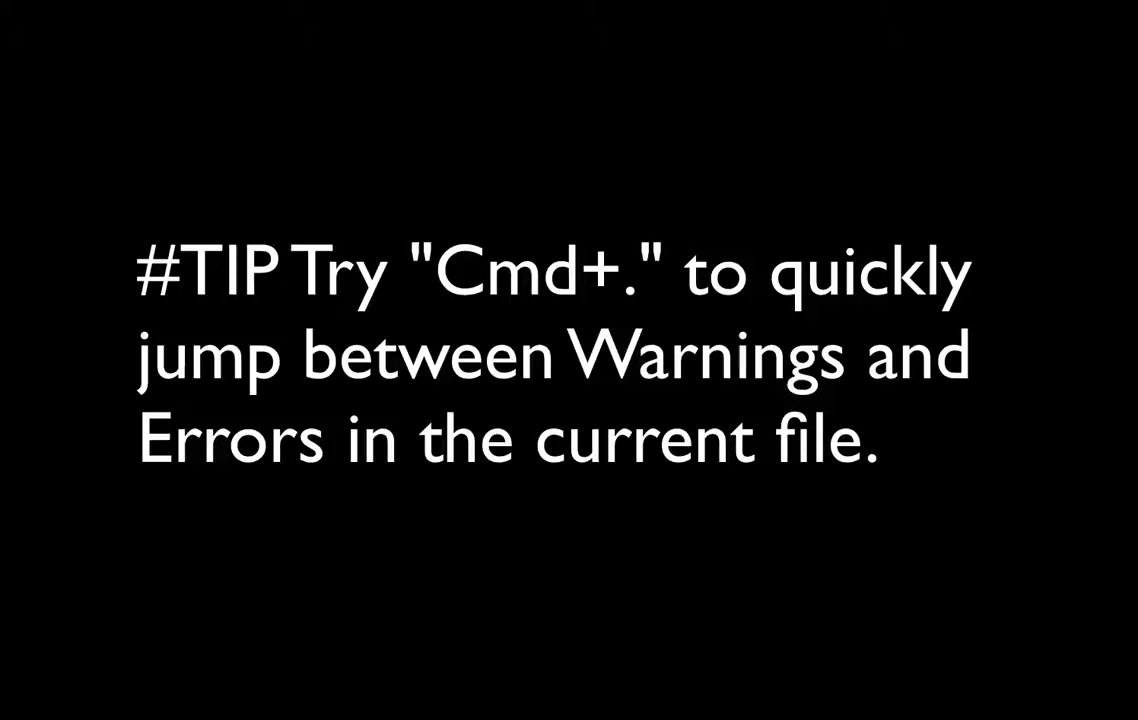 #TIP Try "Cmd+." to quickly
jump between Warnings and
Errors in the current file.